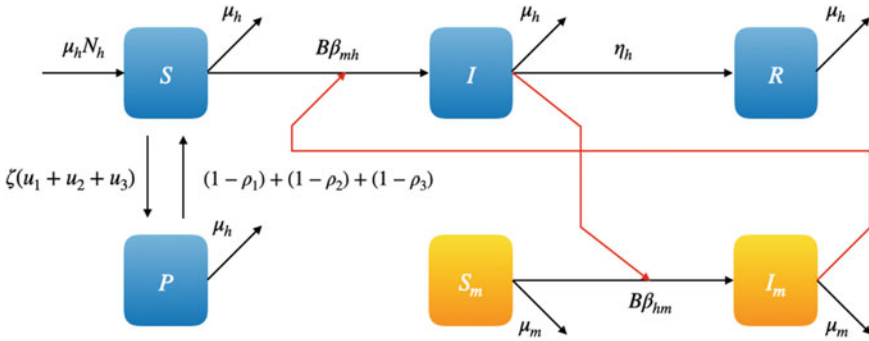 μₕ μₕ μₕ
μₕNₕ S Bβₘₕ I ηₕ R
ζ(u₁ + u₂ + u₃) (1 − ρ₁) + (1 − ρ₂) + (1 − ρ₃)
μₕ
P Sₘ Iₘ
Bβₕₘ
μₘ μₘ